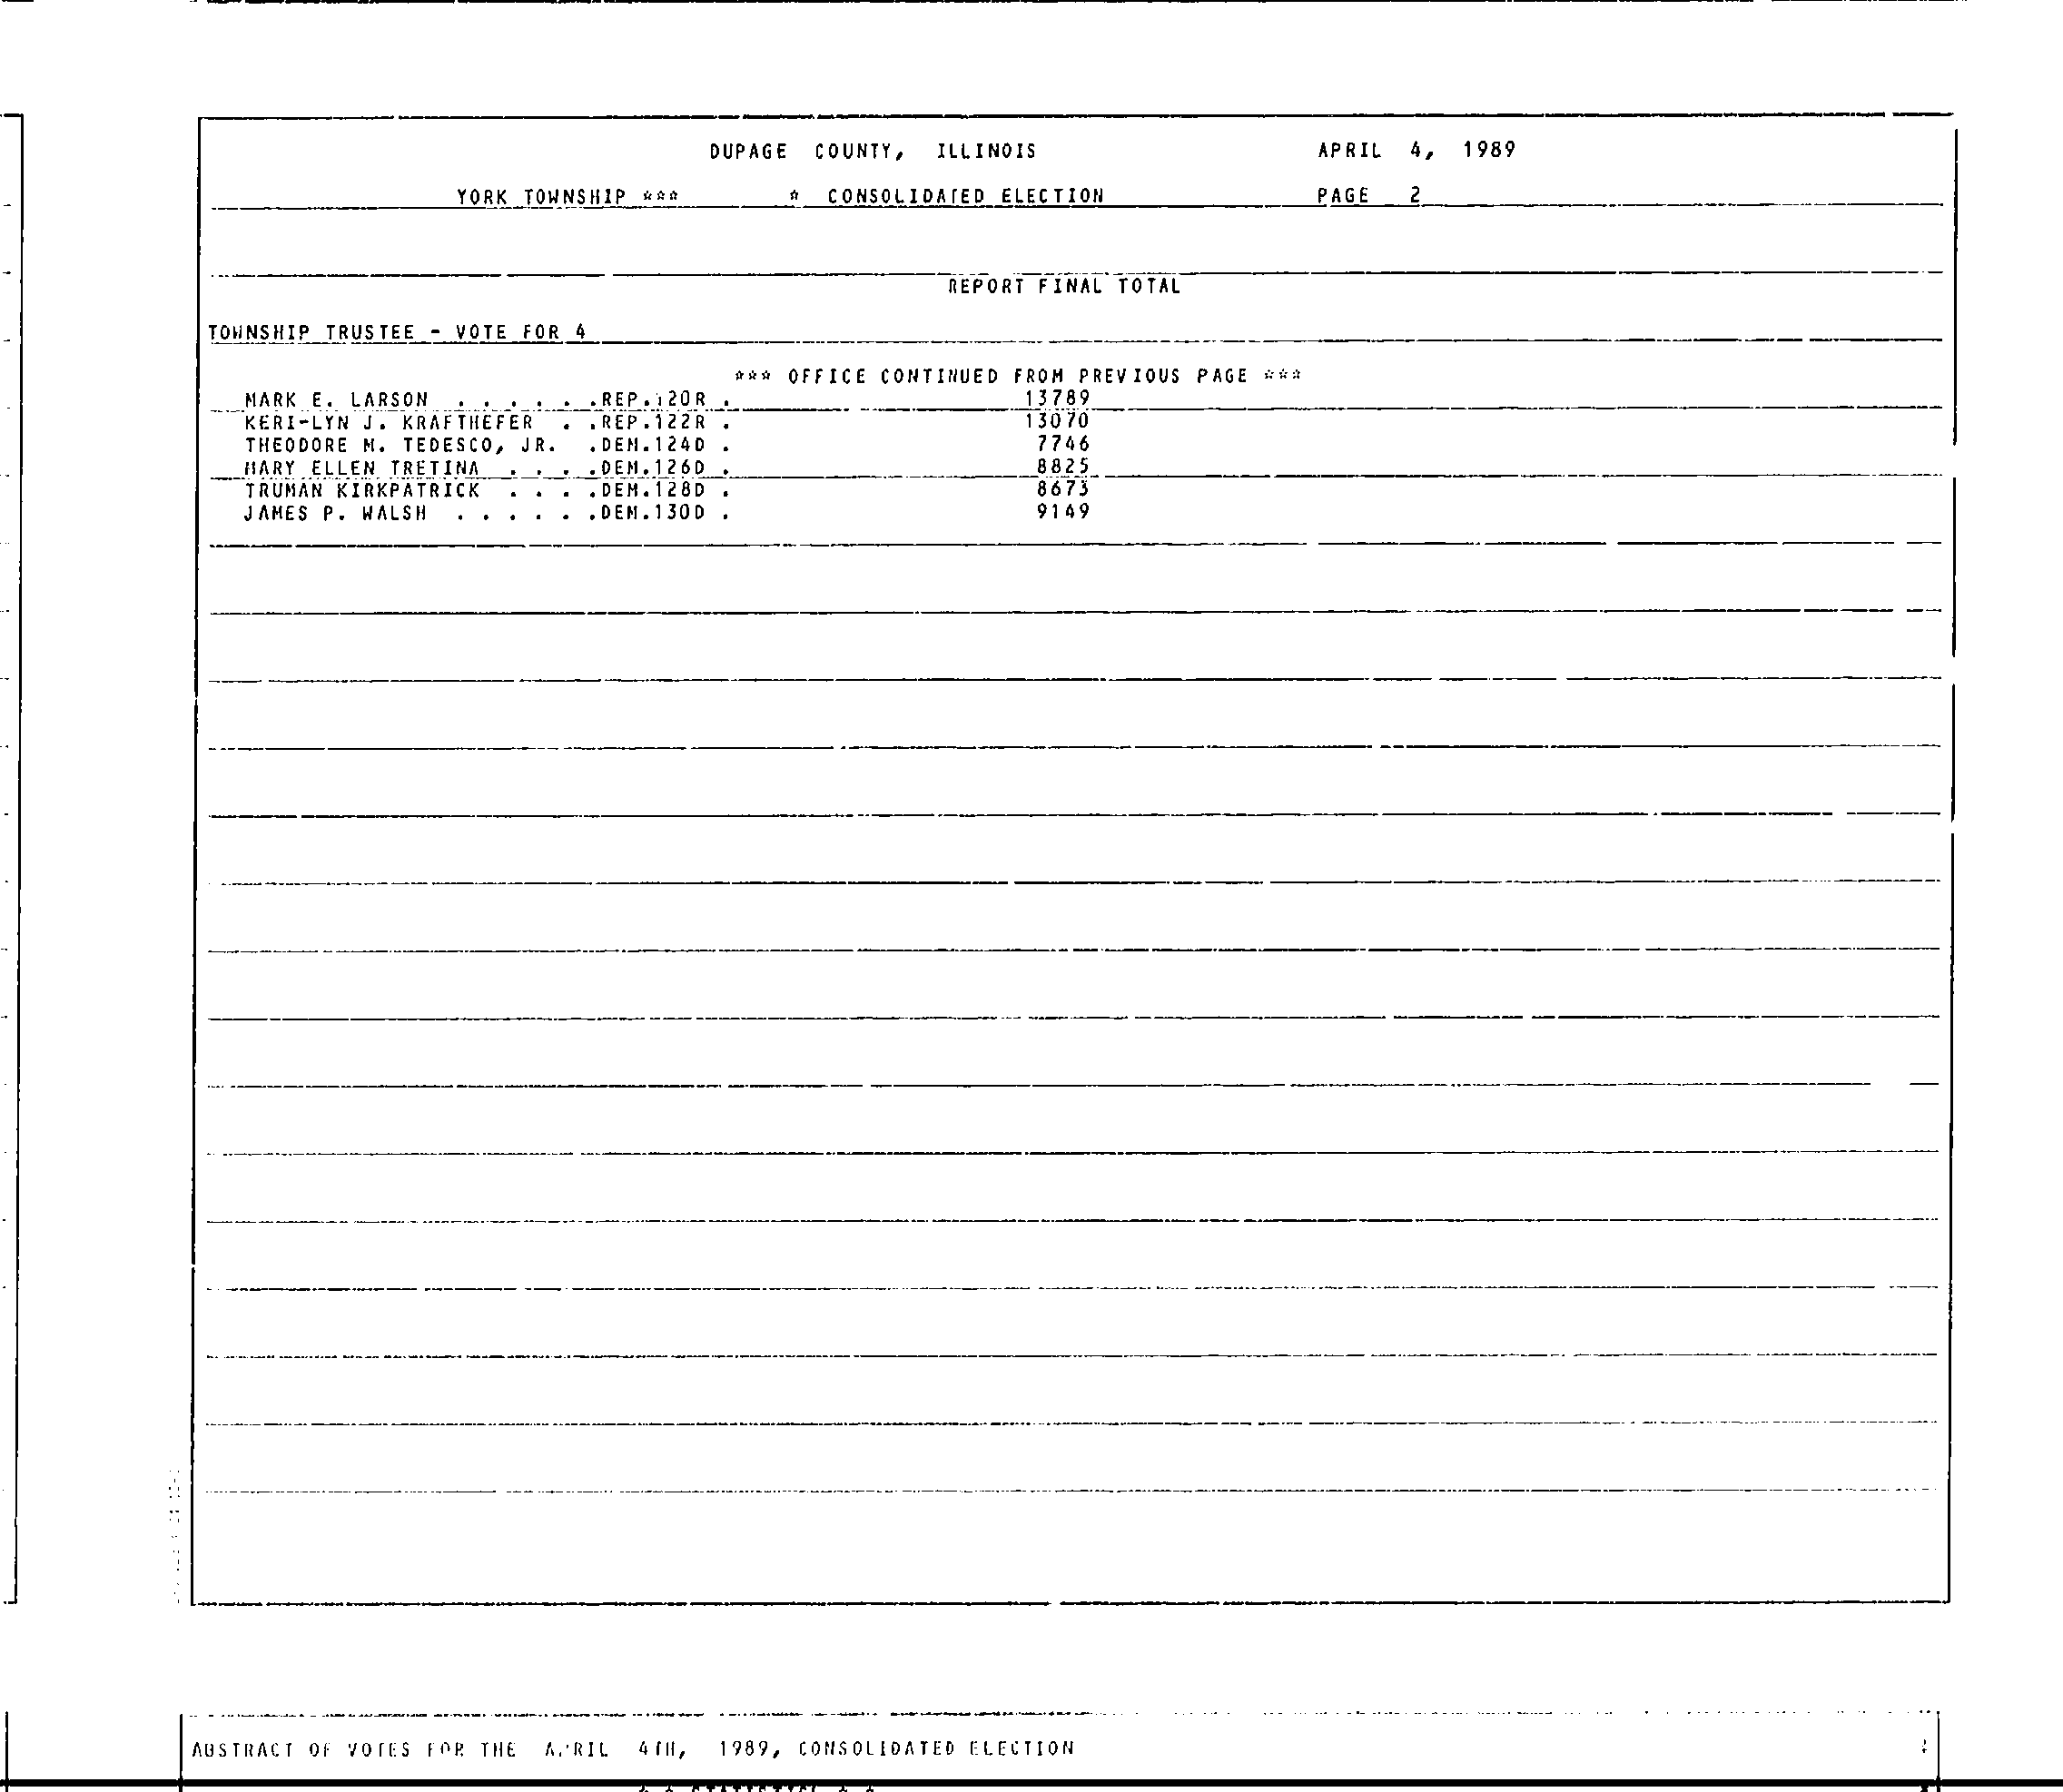 DUPAGE COUNTY, ILLINOIS APRIL 4, 1989
YORK TOWNSHIP *** * CONSOLIDATED ELECTION PAGE 2
REPORT FINAL TOTAL
TOWNSHIP TRUSTEE - VOTE FOR 4
*** OFFICE CONTINUED FROM PREVIOUS PAGE ***
MARK E. LARSON . . . . . .REP.120R . 13789
KERI-LYN J. KRAFTHEFER . .REP.122R . 13070
THEODORE M. TEDESCO, JR. .DEM.124D . 7746
MARY ELLEN TRETINA . . . .DEM.126D . 8825
TRUMAN KIRKPATRICK . . . .DEM.128D . 8673
JAMES P. WALSH . . . . . .DEM.130D . 9149
ABSTRACT OF VOTES FOR THE APRIL 4TH, 1989, CONSOLIDATED ELECTION